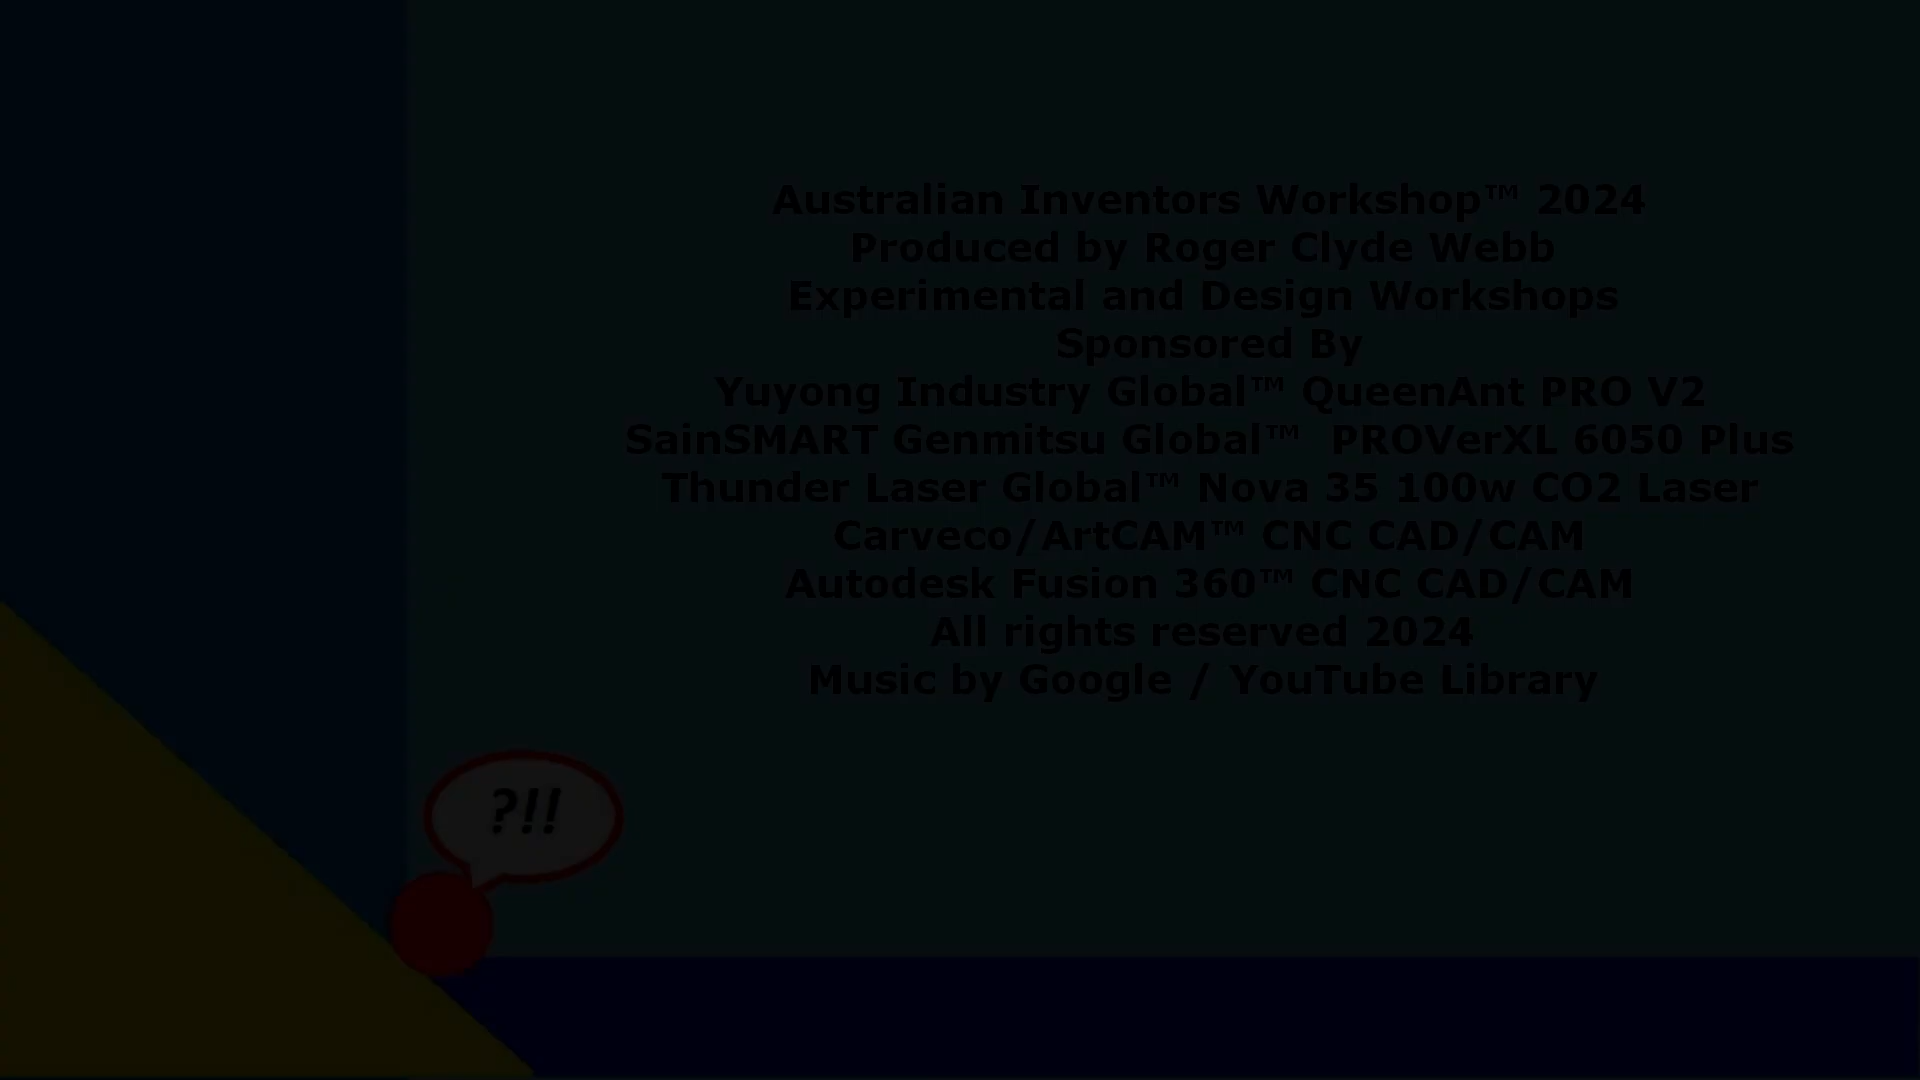 Australian Inventors Workshop™ 2024
Produced by Roger Clyde Webb
Experimental and Design Workshops
Sponsored By
Yuyong Industry Global™ QueenAnt PRO V2
SainSMART Genmitsu Global™  PROVerXL 6050 Plus
Thunder Laser Global™ Nova 35 100w CO2 Laser
Carveco/ArtCAM™ CNC CAD/CAM
Autodesk Fusion 360™ CNC CAD/CAM
All rights reserved 2024
Music by Google / YouTube Library
?!!